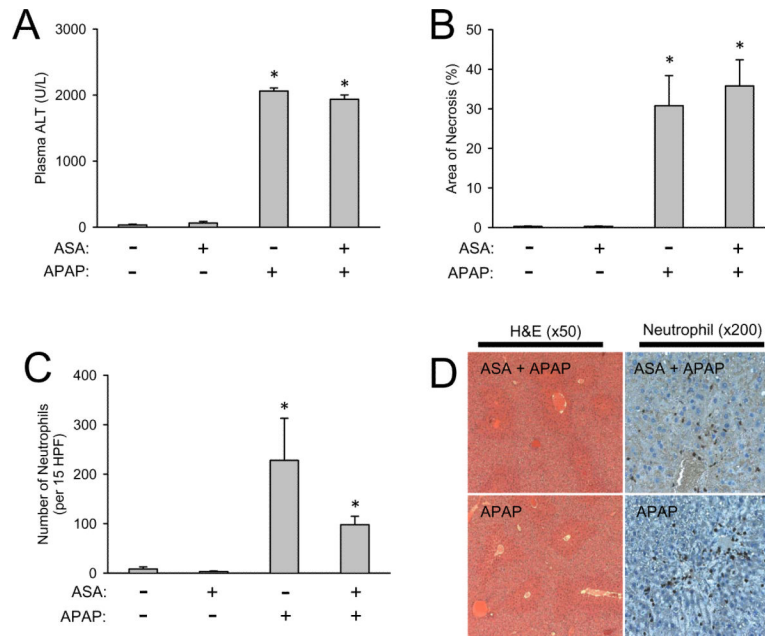 A
Plasma ALT (U/L)
3000
2000
1000
0
* *
ASA: - + - +
APAP: - - + +
B
Area of Necrosis (%)
50
40
30
20
10
0
* *
ASA: - + - +
APAP: - - + +
C
Number of Neutrophils
(per 15 HPF)
400
300
200
100
0
* *
ASA: - + - +
APAP: - - + +
D
H&E (x50) Neutrophil (x200)
ASA + APAP ASA + APAP
APAP APAP